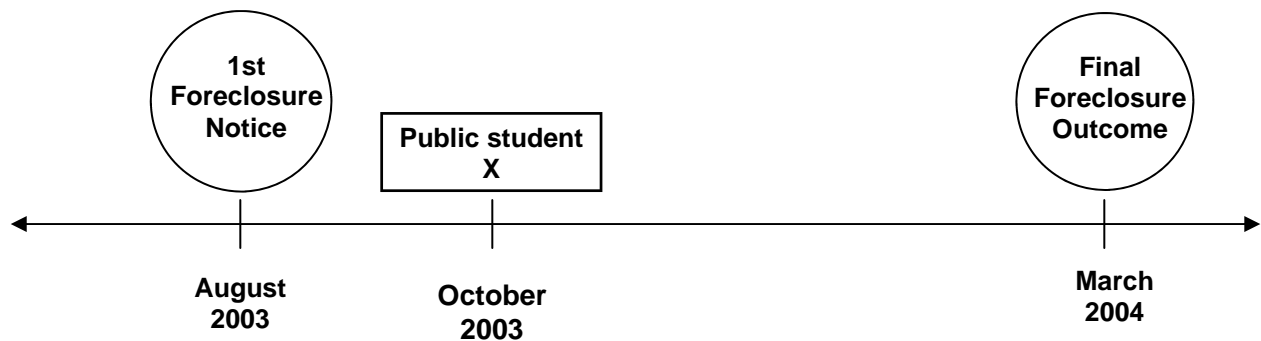 1st
Foreclosure
Notice
Public student
X
Final
Foreclosure
Outcome
August
2003
October
2003
March
2004